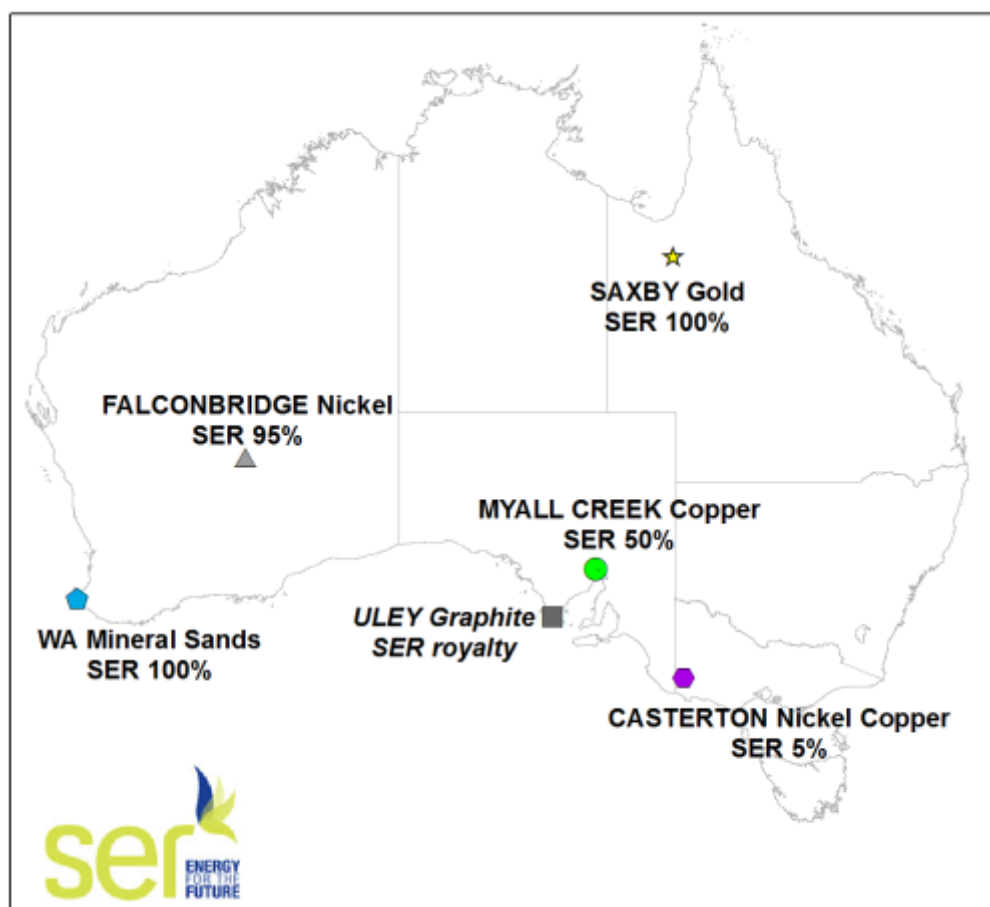 SAXBY Gold
SER 100%
FALCONBRIDGE Nickel
SER 95%
MYALL CREEK Copper
SER 50%
ULEY Graphite
SER royalty
WA Mineral Sands
SER 100%
CASTERTON Nickel Copper
SER 5%
ser
ENERGY
FOR THE
FUTURE